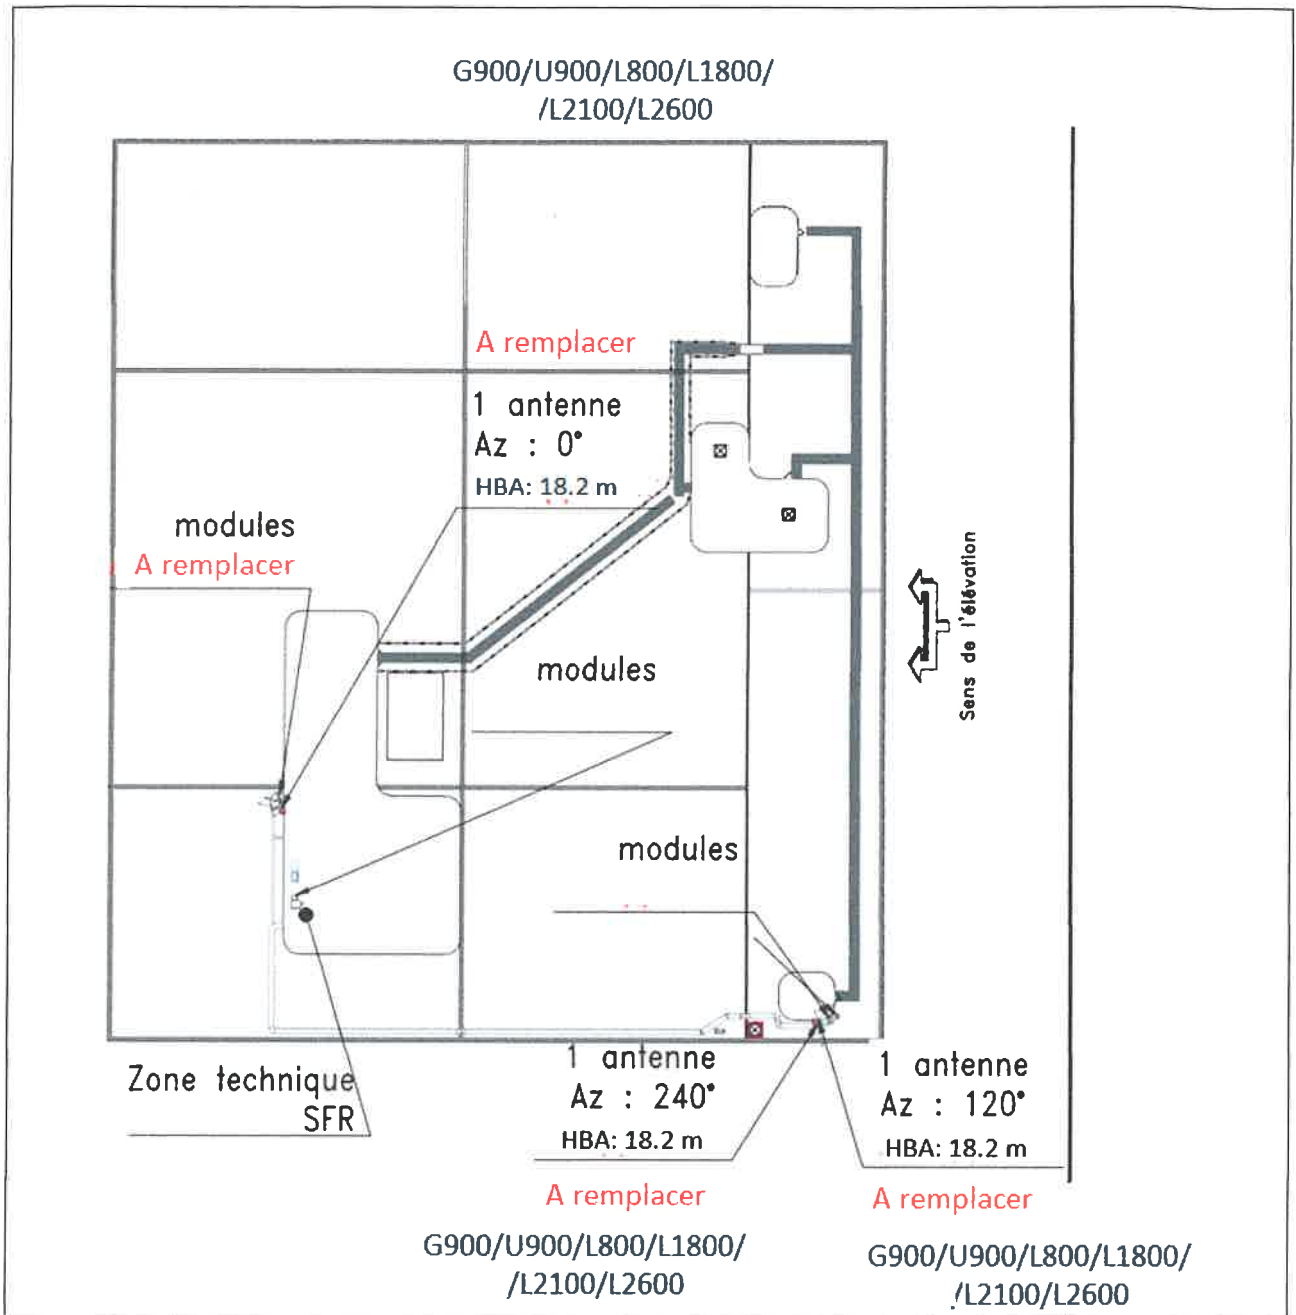 G900/U900/L800/L1800/
/L2100/L2600
A remplacer
1 antenne
Az : 0°
HBA: 18.2 m
modules
A remplacer
Sens de l'élévation
modules
modules
Zone technique
SFR
1 antenne
Az : 240°
HBA: 18.2 m
A remplacer
G900/U900/L800/L1800/
/L2100/L2600
1 antenne
Az : 120°
HBA: 18.2 m
A remplacer
G900/U900/L800/L1800/
/L2100/L2600